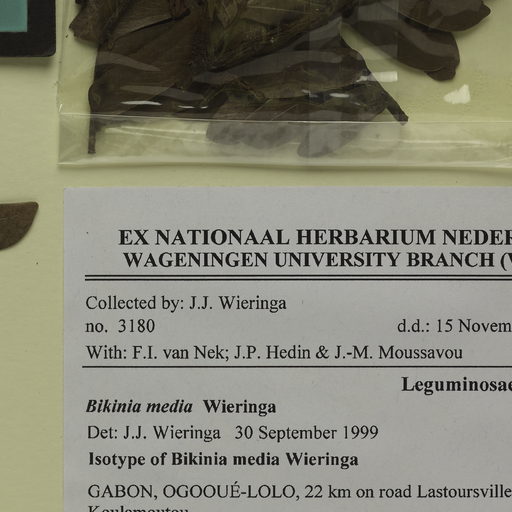 EX NATIONAAL HERBARIUM NEDER
WAGENINGEN UNIVERSITY BRANCH (
Collected by: J.J. Wieringa
no. 3180 d.d.: 15 Novem
With: F.I. van Nek; J.P. Hedin & J.-M. Moussavou
Leguminosae
Bikinia media Wieringa
Det: J.J. Wieringa 30 September 1999
Isotype of Bikinia media Wieringa
GABON, OGOOUÉ-LOLO, 22 km on road Lastoursville
Koulamoutou